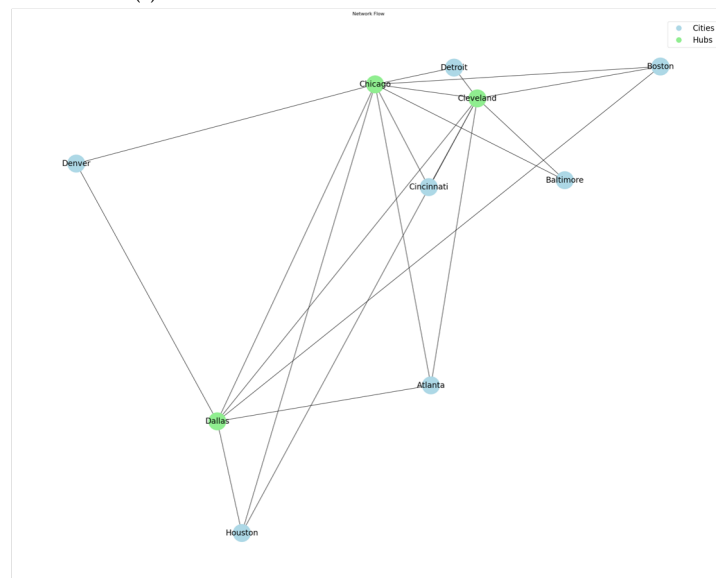 Network Flow
Cities
Hubs
Detroit
Boston
Chicago
Cleveland
Denver
Cincinnati
Baltimore
Atlanta
Dallas
Houston